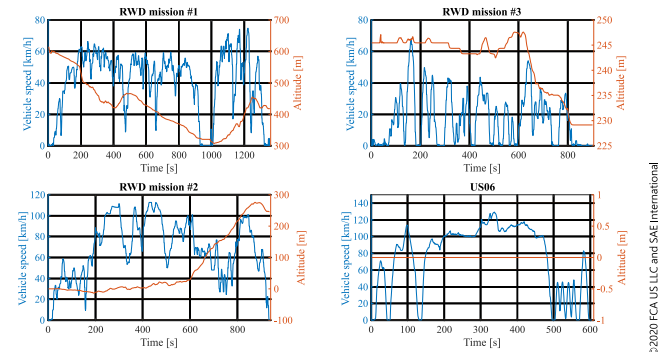 RWD mission #1
Vehicle speed [km/h]
80
60
40
20
0
700
600
500
400
300
Altitude [m]
0 200 400 600 800 1000 1200
Time [s]
RWD mission #3
Vehicle speed [km/h]
80
60
40
20
0
250
245
240
235
230
225
Altitude [m]
0 200 400 600 800
Time [s]
RWD mission #2
Vehicle speed [km/h]
120
100
80
60
40
20
0
300
200
100
0
-100
Altitude [m]
0 200 400 600 800
Time [s]
US06
Vehicle speed [km/h]
140
120
100
80
60
40
20
0
1
0.5
0
-0.5
-1
Altitude [m]
0 100 200 300 400 500 600
Time [s]
©2020 FCA US LLC and SAE International